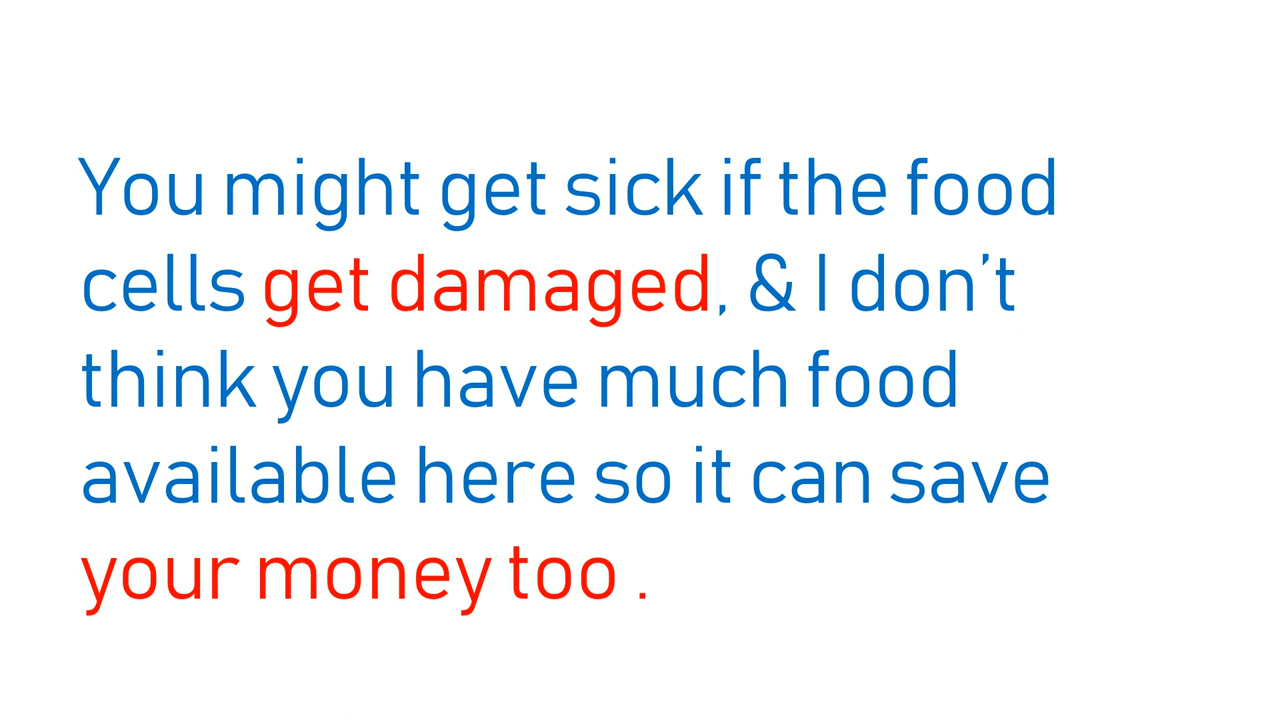 You might get sick if the food
cells get damaged, & I don’t
think you have much food
available here so it can save
your money too .